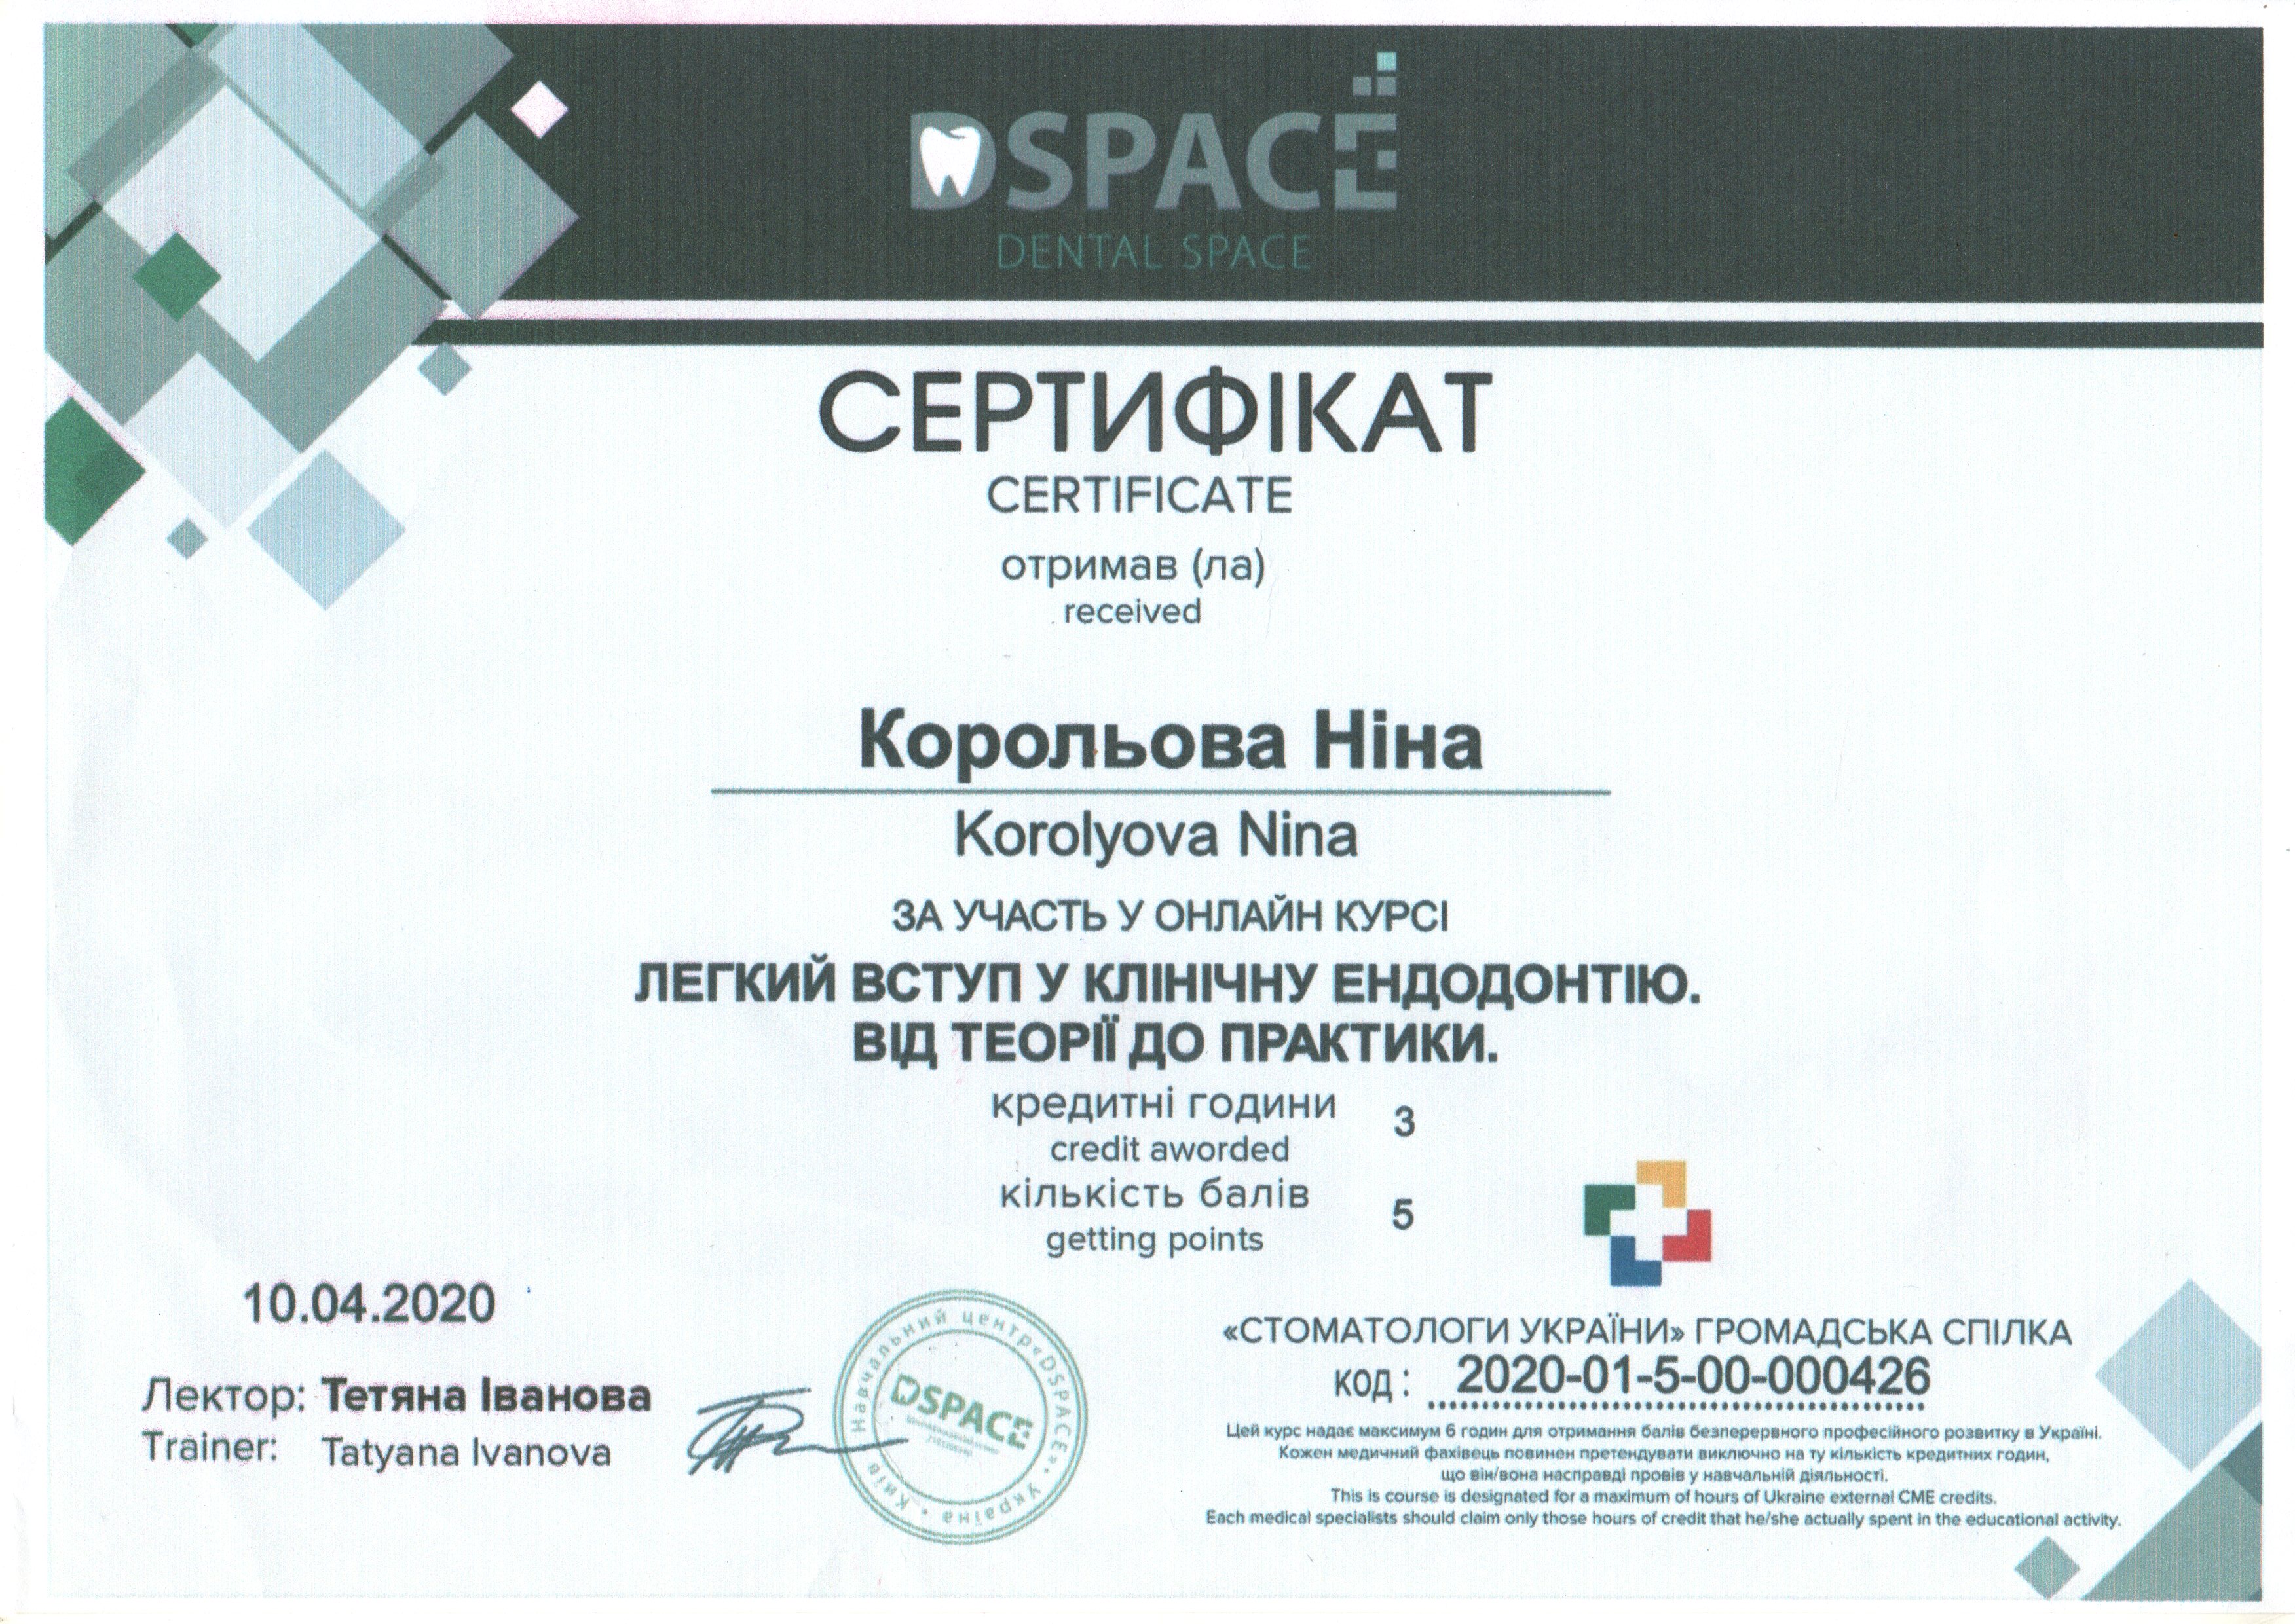 DSPACE
DENTAL SPACE
СЕРТИФІКАТ
CERTIFICATE
отримав (ла)
received
Корольова Ніна
Korolyova Nina
ЗА УЧАСТЬ У ОНЛАЙН КУРСІ
ЛЕГКИЙ ВСТУП У КЛІНІЧНУ ЕНДОДОНТІЮ.
ВІД ТЕОРІЇ ДО ПРАКТИКИ.
кредитні години 3
credit aworded
кількість балів 5
getting points
10.04.2020
Лектор: Тетяна Іванова
Trainer: Tatyana Ivanova
Навчальний центр «DSPACE» • Україна • Київ
DSPACE
«СТОМАТОЛОГИ УКРАЇНИ» ГРОМАДСЬКА СПІЛКА
код: 2020-01-5-00-000426
Цей курс надає максимум 6 годин для отримання балів безперервного професійного розвитку в Україні.
Кожен медичний фахівець повинен претендувати виключно на ту кількість кредитних годин,
що він/вона насправді провів у навчальній діяльності.
This is course is designated for a maximum of hours of Ukraine external CME credits.
Each medical specialists should claim only those hours of credit that he/she actually spent in the educational activity.